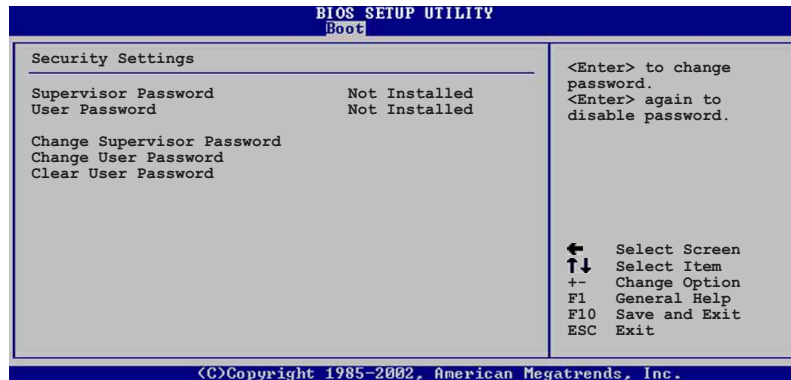 BIOS SETUP UTILITY
Boot
Security Settings
Supervisor Password Not Installed
User Password Not Installed
Change Supervisor Password
Change User Password
Clear User Password
<Enter> to change
password.
<Enter> again to
disable password.
← Select Screen
↑↓ Select Item
+- Change Option
F1 General Help
F10 Save and Exit
ESC Exit
(C)Copyright 1985-2002, American Megatrends, Inc.